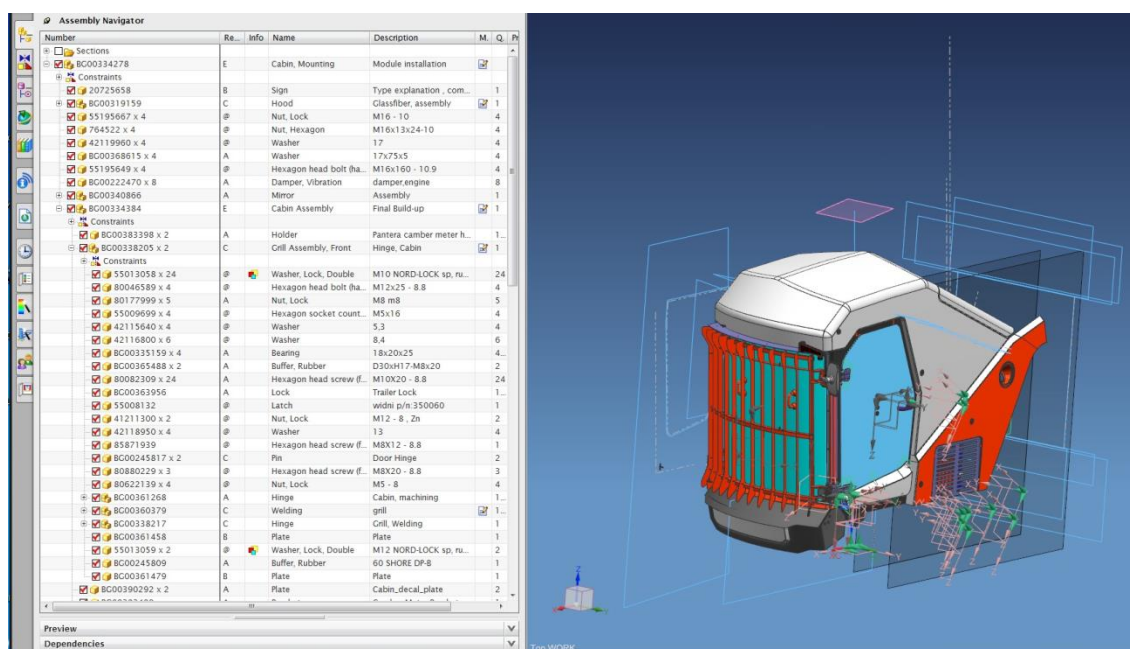 Assembly Navigator
Number Re... Info Name Description M. Q. Pr
Sections
BG00334278 E Cabin, Mounting Module installation
Constraints
20725658 B Sign Type explanation , com... 1
BG00319159 C Hood Glassfiber, assembly 1
55195667 x 4 @ Nut, Lock M16 - 10 4
764522 x 4 @ Nut, Hexagon M16x13x24-10 4
42119960 x 4 @ Washer 17 4
BG00368615 x 4 A Washer 17x75x5 4
55195649 x 4 @ Hexagon head bolt (ha... M16x160 - 10.9 4
BG00222470 x 8 A Damper, Vibration damper,engine 8
BG00340866 A Mirror Assembly 1
BG00334384 E Cabin Assembly Final Build-up 1
Constraints
BG00383398 x 2 A Holder Pantera camber meter h... 1...
BG00338205 x 2 C Grill Assembly, Front Hinge, Cabin 1
Constraints
55013058 x 24 @ Washer, Lock, Double M10 NORD-LOCK sp, ru... 24
80046589 x 4 @ Hexagon head bolt (ha... M12x25 - 8.8 4
80177999 x 5 A Nut, Lock M8 m8 5
55009699 x 4 @ Hexagon socket count... M5x16 4
42115640 x 4 @ Washer 5,3 4
42116800 x 6 @ Washer 8,4 6
BG00335159 x 4 A Bearing 18x20x25 4...
BG00365488 x 2 A Buffer, Rubber D30xH17-M8x20 2
80082309 x 24 A Hexagon head screw (f... M10X20 - 8.8 24
BG00363956 A Lock Trailer Lock 1...
55008132 @ Latch widni p/n:350060 1
41211300 x 2 @ Nut, Lock M12 - 8 , Zn 2
42118950 x 4 @ Washer 13 4
85871939 @ Hexagon head screw (f... M8X12 - 8.8 1
BG00245817 x 2 C Pin Door Hinge 2
80880229 x 3 @ Hexagon head screw (f... M8X20 - 8.8 3
80622139 x 4 @ Nut, Lock M5 - 8 4
BG00361268 A Hinge Cabin, machining 1...
BG00360379 C Welding grill 1...
BG00338217 C Hinge Grill, Welding 1
BG00361458 B Plate Plate 1
55013059 x 2 @ Washer, Lock, Double M12 NORD-LOCK sp, ru... 2
BG00245809 A Buffer, Rubber 60 SHORE DP-B 1
BG00361479 B Plate Plate 1
BG00390292 x 2 A Plate Cabin_decal_plate 2
Preview
Dependencies
Top WORK